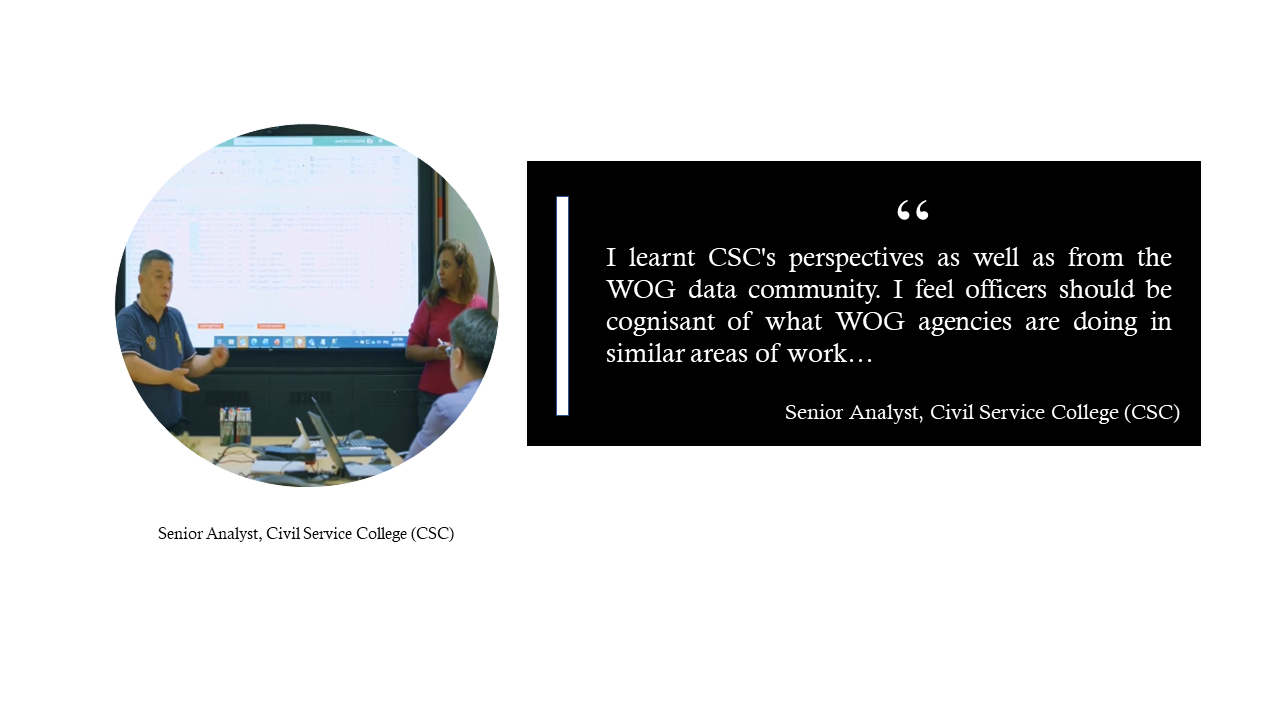 “
I learnt CSC's perspectives as well as from the
WOG data community. I feel officers should be
cognisant of what WOG agencies are doing in
similar areas of work…
Senior Analyst, Civil Service College (CSC)
Senior Analyst, Civil Service College (CSC)